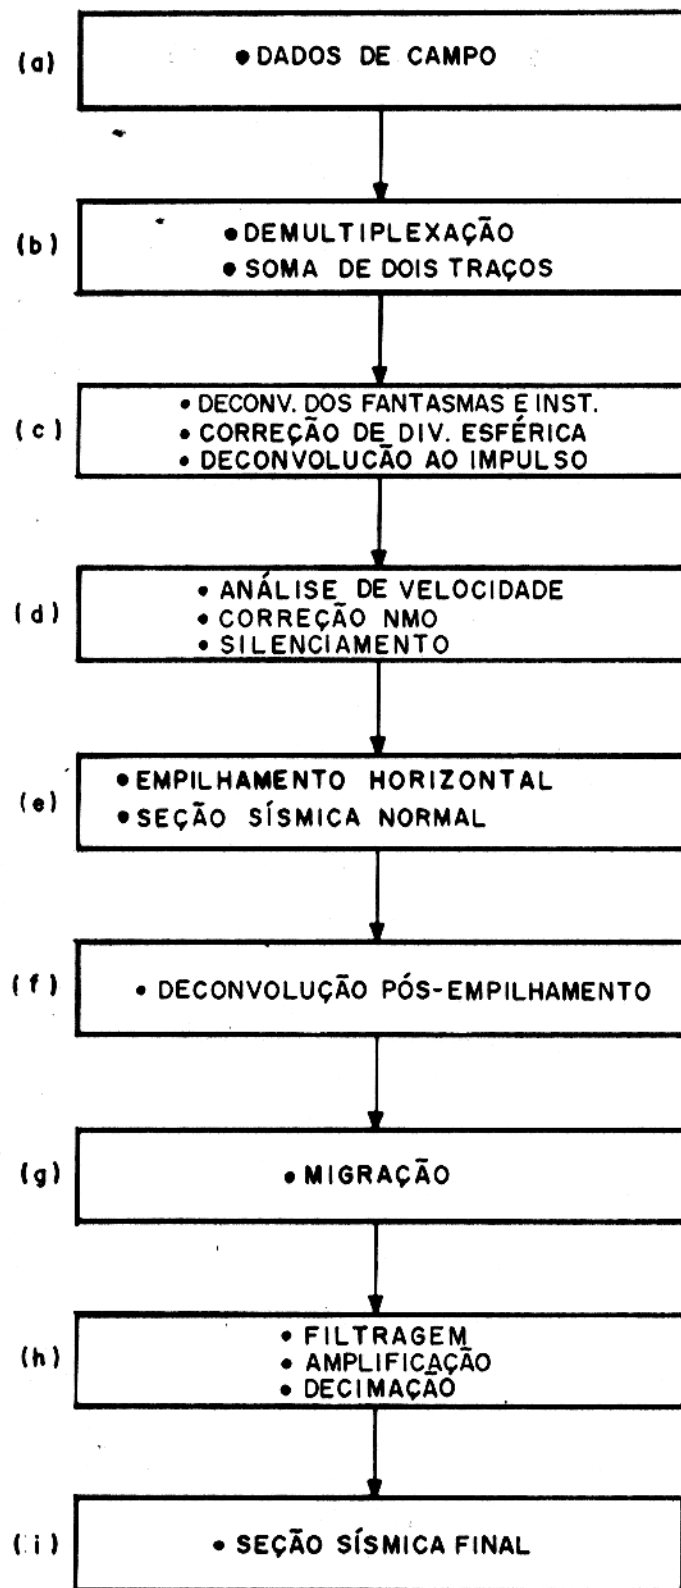 (a) • DADOS DE CAMPO
(b) • DEMULTIPLEXAÇÃO
• SOMA DE DOIS TRAÇOS
(c) • DECONV. DOS FANTASMAS E INST.
• CORREÇÃO DE DIV. ESFÉRICA
• DECONVOLUCÃO AO IMPULSO
(d) • ANÁLISE DE VELOCIDADE
• CORREÇÃO NMO
• SILENCIAMENTO
(e) • EMPILHAMENTO HORIZONTAL
• SEÇÃO SÍSMICA NORMAL
(f) • DECONVOLUÇÃO PÓS-EMPILHAMENTO
(g) • MIGRAÇÃO
(h) • FILTRAGEM
• AMPLIFICAÇÃO
• DECIMAÇÃO
(i) • SEÇÃO SÍSMICA FINAL